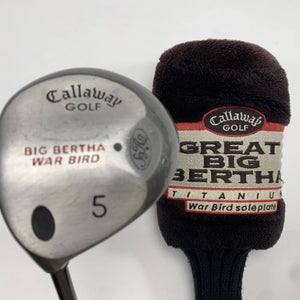 Callaway
GOLF
BIG BERTHA
WAR BIRD
5
Callaway
GOLF
GREAT
BIG
BERTHA
TITANIUM
War Bird soleplate